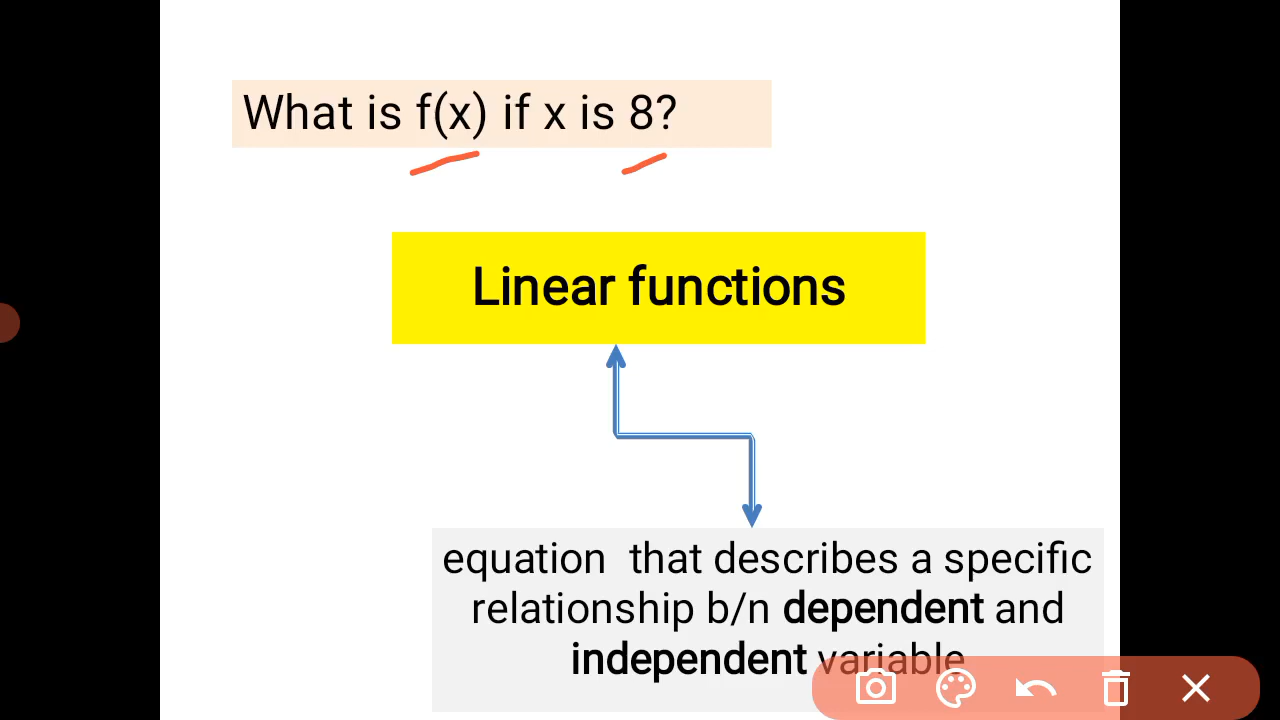 What is f(x) if x is 8?
Linear functions
equation that describes a specific
relationship b/n dependent and
independent variable